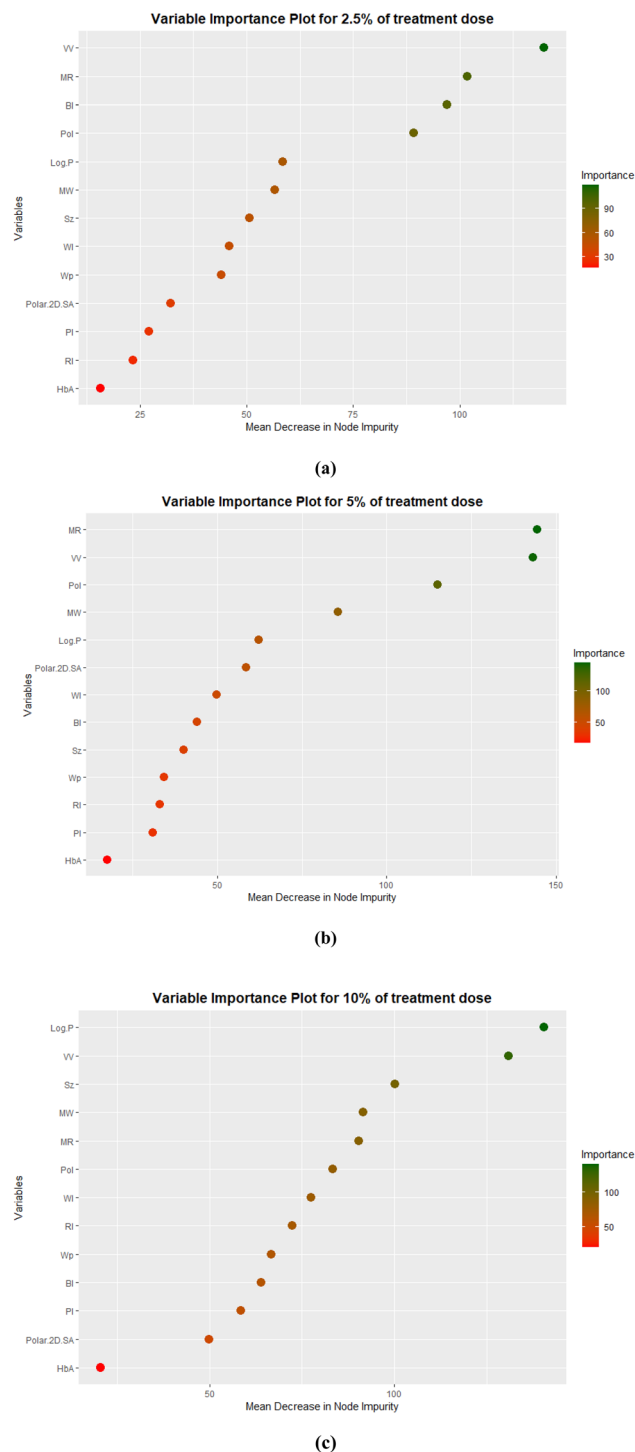 Variable Importance Plot for 2.5% of treatment dose
VV
MR
BI
Pol
Log.P
MW
Sz
WI
Wp
Polar.2D.SA
PI
RI
HbA
Variables
25 50 75 100
Mean Decrease in Node Impurity
Importance
90
60
30
(a)
Variable Importance Plot for 5% of treatment dose
MR
VV
Pol
MW
Log.P
Polar.2D.SA
WI
BI
Sz
Wp
RI
PI
HbA
Variables
50 100 150
Mean Decrease in Node Impurity
Importance
100
50
(b)
Variable Importance Plot for 10% of treatment dose
Log.P
VV
Sz
MW
MR
Pol
WI
RI
Wp
BI
PI
Polar.2D.SA
HbA
Variables
50 100
Mean Decrease in Node Impurity
Importance
100
50
(c)